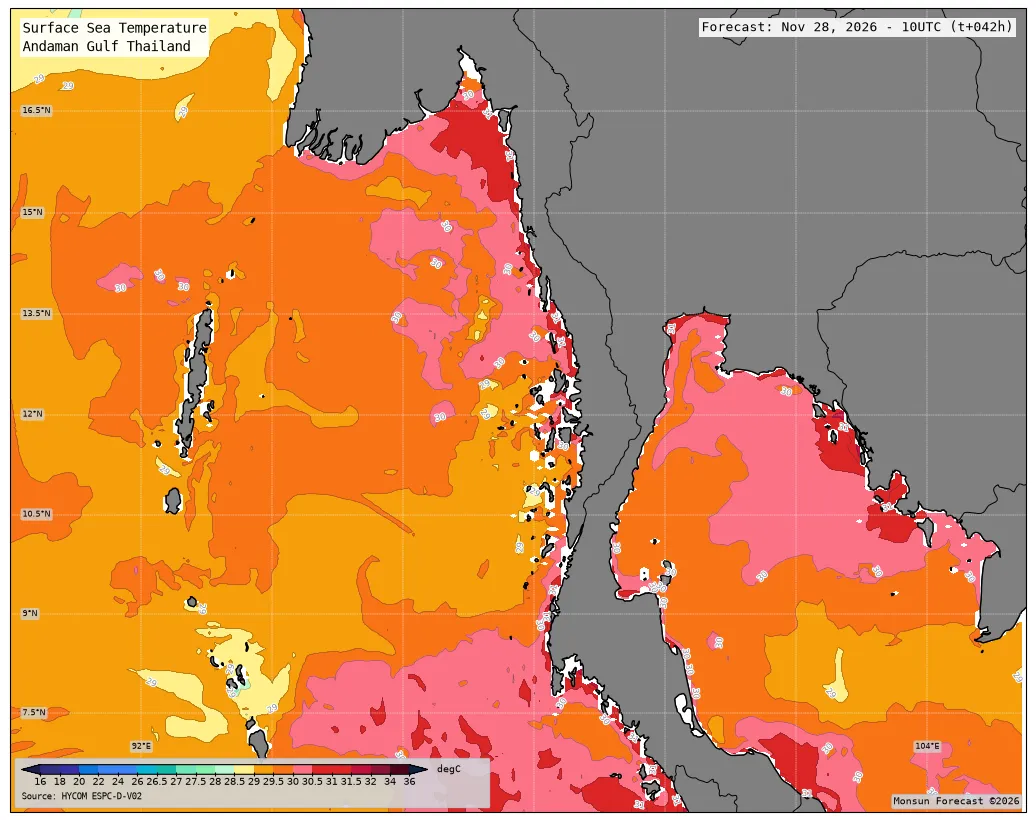 Surface Sea Temperature
Andaman Gulf Thailand
Forecast: Nov 28, 2026 - 10UTC (t+042h)
16.5°N
15°N
13.5°N
12°N
10.5°N
9°N
7.5°N
92°E
104°E
degC
16 18 20 22 24 26 26.5 27 27.5 28 28.5 29 29.5 30 30.5 31 31.5 32 34 36
Source: HYCOM ESPC-D-V02
Monsun Forecast ©2026